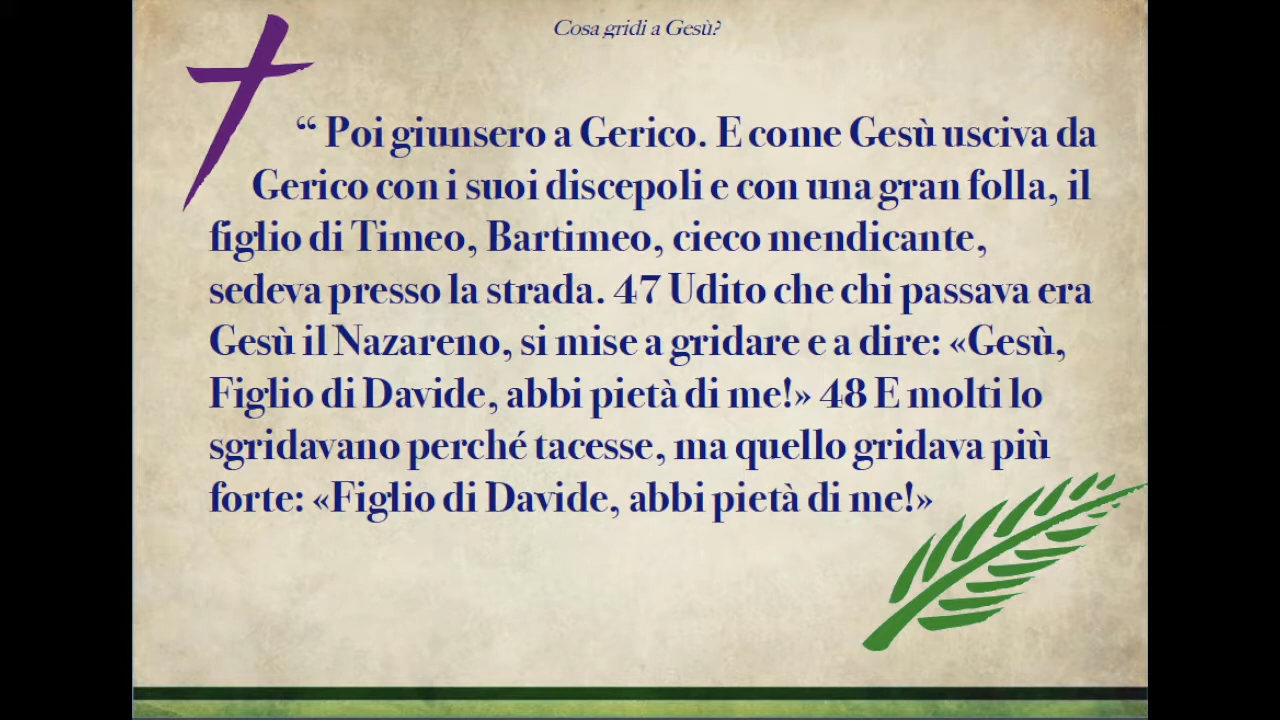 Cosa gridi a Gesù?
“ Poi giunsero a Gerico. E come Gesù usciva da
Gerico con i suoi discepoli e con una gran folla, il
figlio di Timeo, Bartimeo, cieco mendicante,
sedeva presso la strada. 47 Udito che chi passava era
Gesù il Nazareno, si mise a gridare e a dire: «Gesù,
Figlio di Davide, abbi pietà di me!» 48 E molti lo
sgridavano perché tacesse, ma quello gridava più
forte: «Figlio di Davide, abbi pietà di me!»